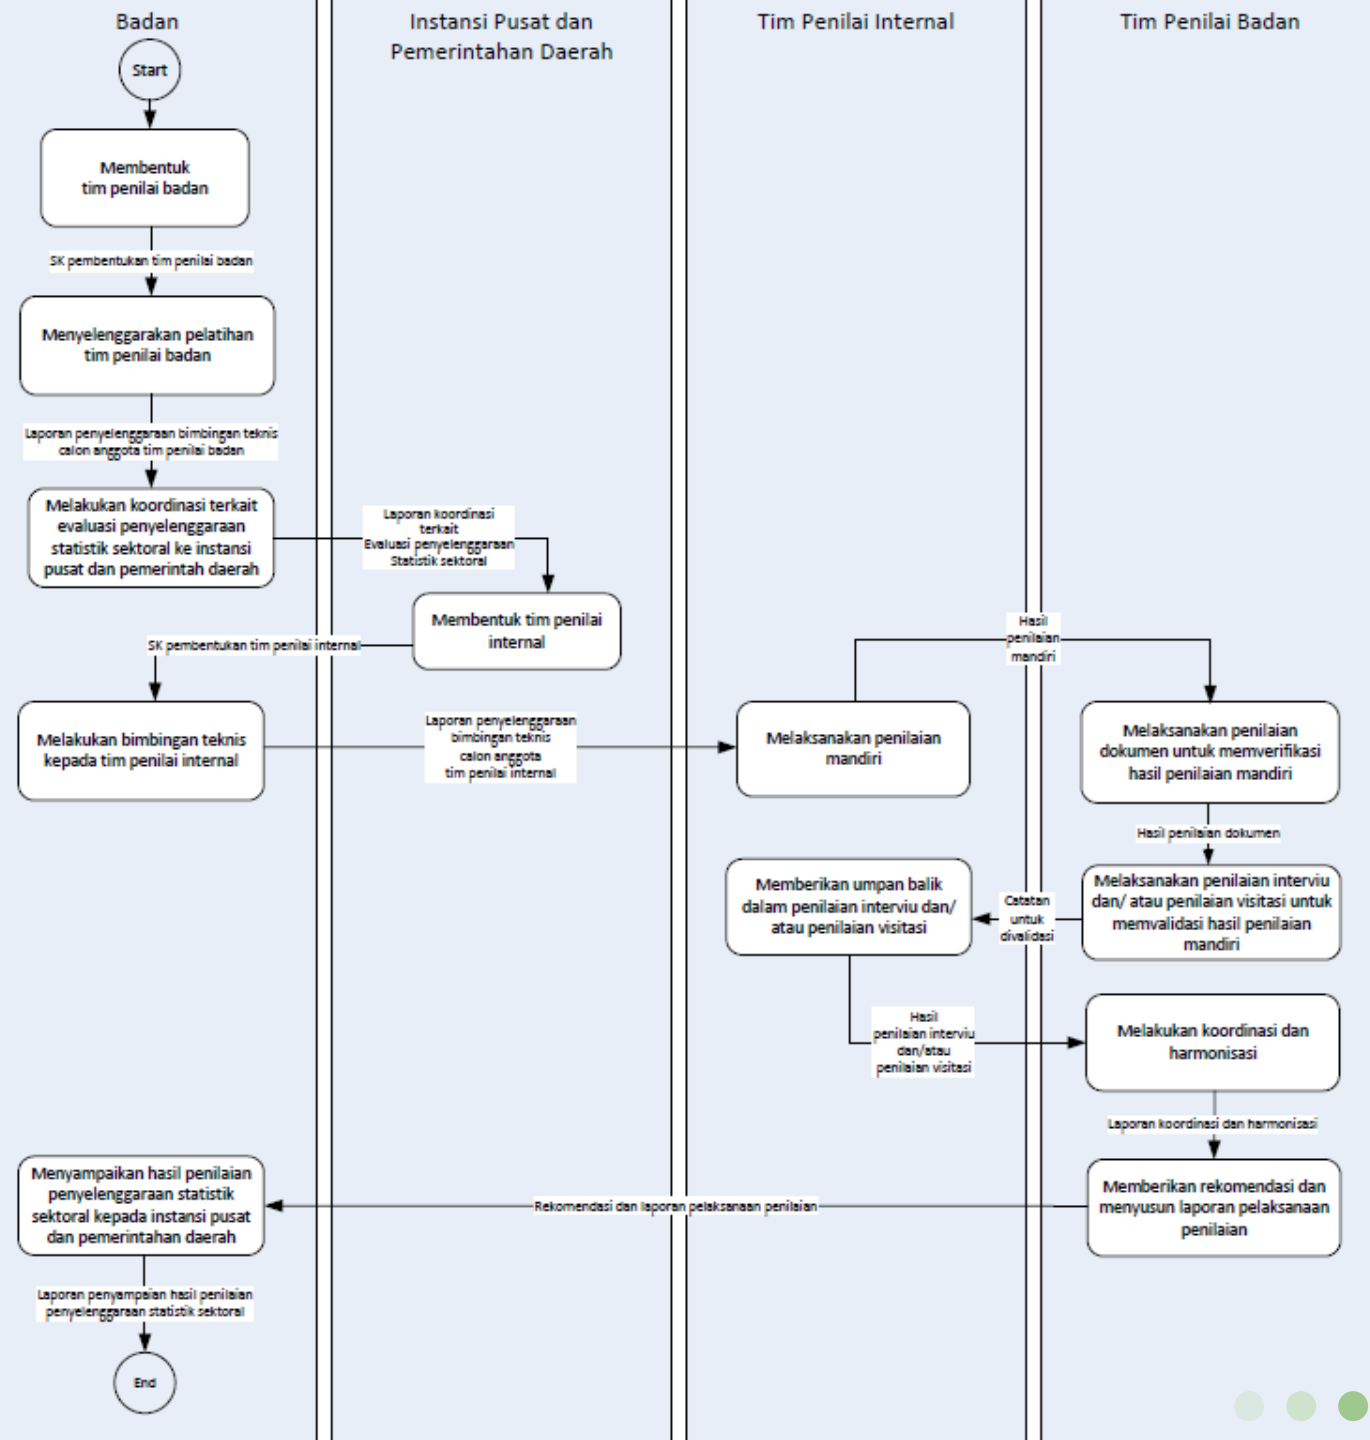 Badan
Instansi Pusat dan
Pemerintahan Daerah
Tim Penilai Internal
Tim Penilai Badan
Start
Membentuk
tim penilai badan
SK pembentukan tim penilai badan
Menyelenggarakan pelatihan
tim penilai badan
Laporan penyelenggaraan bimbingan teknis
calon anggota tim penilai badan
Melakukan koordinasi terkait
evaluasi penyelenggaraan
statistik sektoral ke instansi
pusat dan pemerintah daerah
Laporan koordinasi
terkait
Evaluasi penyelenggaraan
Statistik sektoral
Membentuk tim penilai
internal
SK pembentukan tim penilai internal
Melakukan bimbingan teknis
kepada tim penilai internal
Laporan penyelenggaraan
bimbingan teknis
calon anggota
tim penilai internal
Melaksanakan penilaian
mandiri
Hasil
penilaian
mandiri
Melaksanakan penilaian
dokumen untuk memverifikasi
hasil penilaian mandiri
Hasil penilaian dokumen
Melaksanakan penilaian interviu
dan/ atau penilaian visitasi untuk
memvalidasi hasil penilaian
mandiri
Catatan
untuk
divalidasi
Memberikan umpan balik
dalam penilaian interviu dan/
atau penilaian visitasi
Hasil
penilaian interviu
dan/atau
penilaian visitasi
Melakukan koordinasi dan
harmonisasi
Laporan koordinasi dan harmonisasi
Memberikan rekomendasi dan
menyusun laporan pelaksanaan
penilaian
Rekomendasi dan laporan pelaksanaan penilaian
Menyampaikan hasil penilaian
penyelenggaraan statistik
sektoral kepada instansi pusat
dan pemerintahan daerah
Laporan penyampaian hasil penilaian
penyelenggaraan statistik sektoral
End